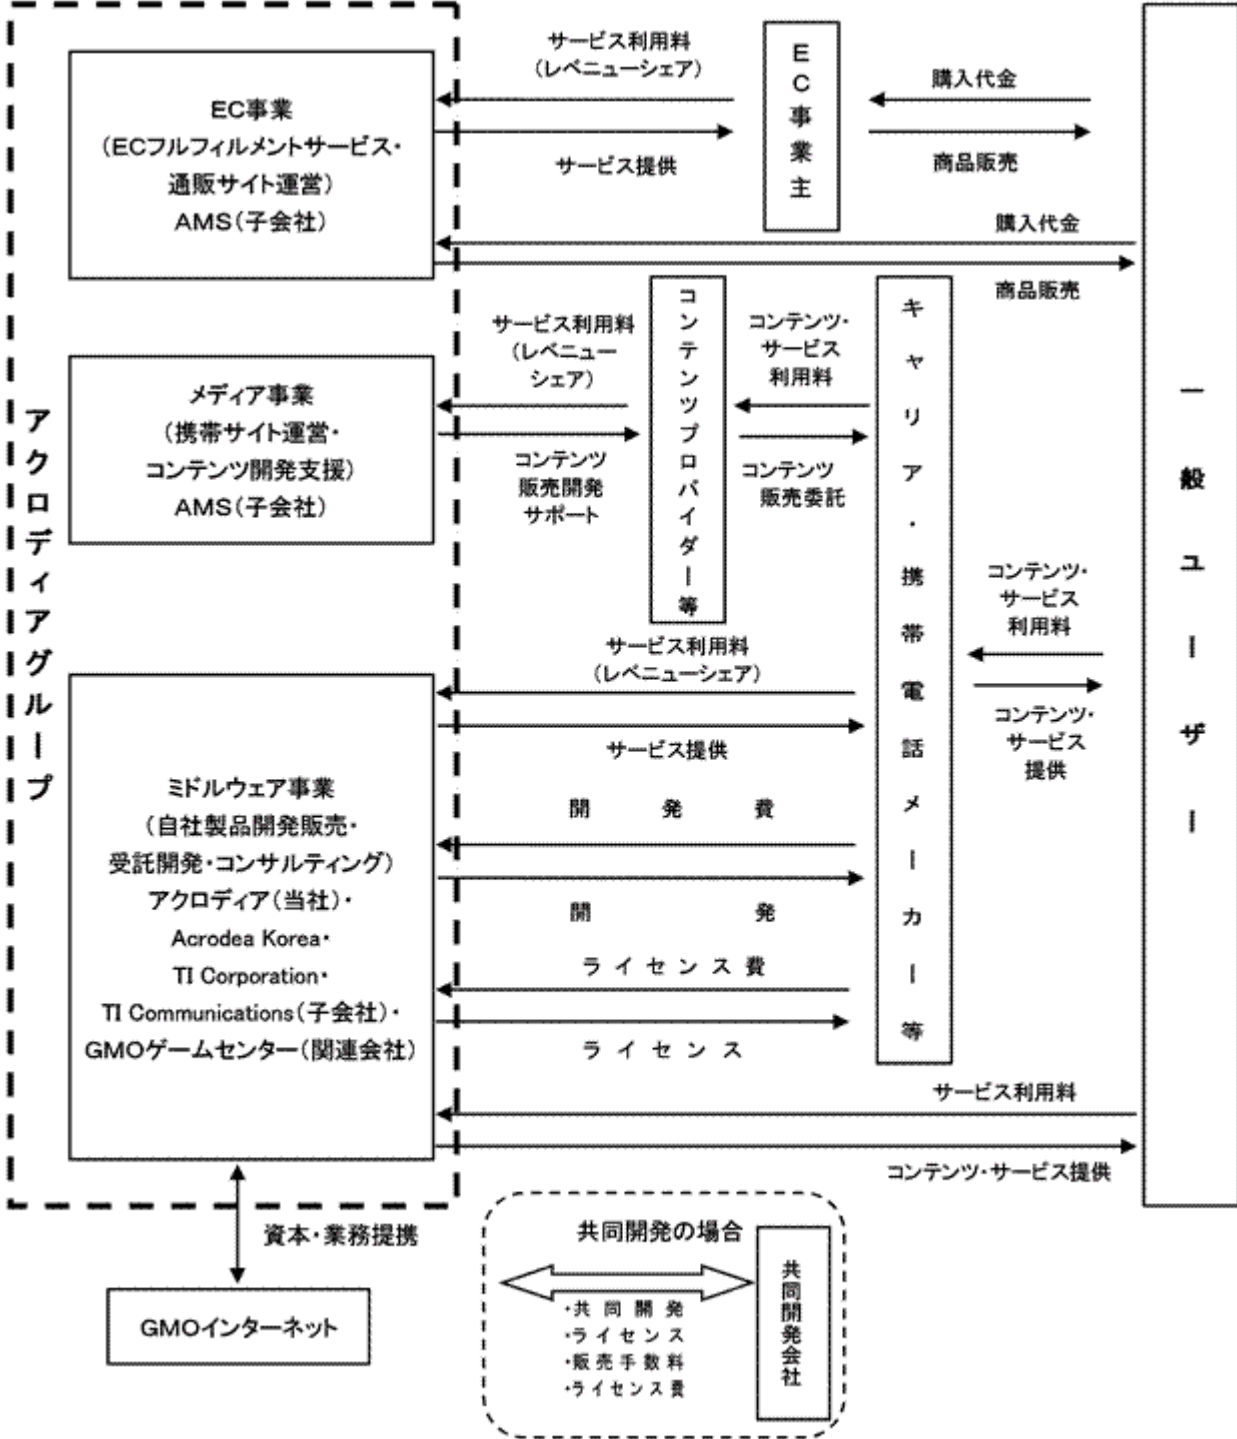 アクロディアグループ
EC事業
(ECフルフィルメントサービス・
通販サイト運営)
AMS(子会社)
サービス利用料
(レベニューシェア)
サービス提供
EC事業主
購入代金
商品販売
購入代金
商品販売
メディア事業
(携帯サイト運営・
コンテンツ開発支援)
AMS(子会社)
サービス利用料
(レベニュー
シェア)
コンテンツ
販売開発
サポート
コンテンツプロバイダー等
コンテンツ・
サービス
利用料
コンテンツ
販売委託
キャリア・携帯電話メーカー等
コンテンツ・
サービス
利用料
コンテンツ・
サービス
提供
一般ユーザー
ミドルウェア事業
(自社製品開発販売・
受託開発・コンサルティング)
アクロディア(当社)・
Acrodea Korea・
TI Corporation・
TI Communications(子会社)・
GMOゲームセンター(関連会社)
サービス利用料
(レベニューシェア)
サービス提供
開発費
開発
ライセンス費
ライセンス
サービス利用料
コンテンツ・サービス提供
資本・業務提携
GMOインターネット
共同開発の場合
・共同開発
・ライセンス
・販売手数料
・ライセンス費
共同開発会社